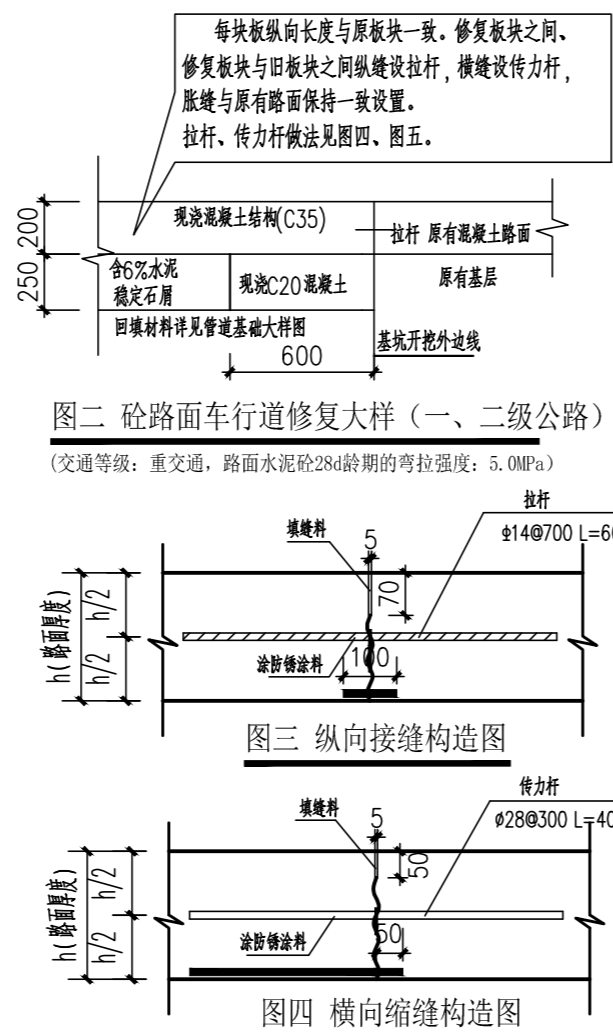 每块板纵向长度与原板块一致。修复板块之间、
修复板块与旧板块之间纵缝设拉杆，横缝设传力杆，
胀缝与原有路面保持一致设置。
拉杆、传力杆做法见图四、图五。
200
现浇混凝土结构(C35)
拉杆 原有混凝土路面
250
含6%水泥
稳定石屑
现浇C20混凝土
原有基层
回填材料详见管道基础大样图
600
基坑开挖外边线
图二 砼路面车行道修复大样（一、二级公路）
(交通等级：重交通，路面水泥砼28d龄期的弯拉强度：5.0MPa）
拉杆
Φ14@700 L=60
填缝料
5
70
h(路面厚度)
h/2
h/2
涂防锈涂料
100
图三 纵向接缝构造图
传力杆
φ28@300 L=40
填缝料
5
50
h(路面厚度)
h/2
h/2
涂防锈涂料
50
图四 横向缩缝构造图